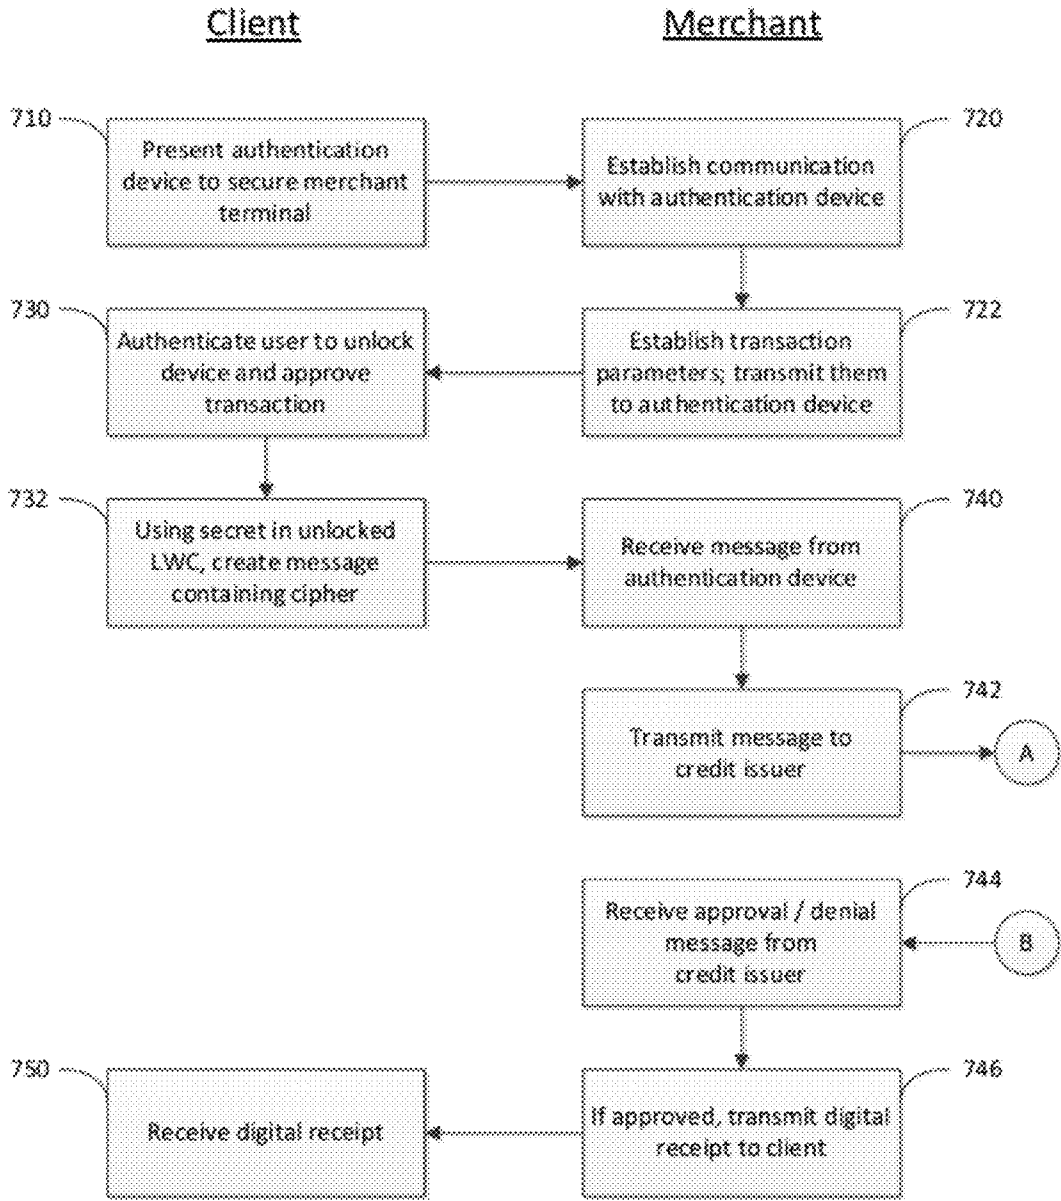 Client
Merchant
710
Present authentication
device to secure merchant
terminal
720
Establish communication
with authentication device
730
Authenticate user to unlock
device and approve
transaction
722
Establish transaction
parameters; transmit them
to authentication device
732
Using secret in unlocked
LWC, create message
containing cipher
740
Receive message from
authentication device
742
Transmit message to
credit issuer
A
744
Receive approval / denial
message from
credit issuer
B
750
Receive digital receipt
746
If approved, transmit digital
receipt to client